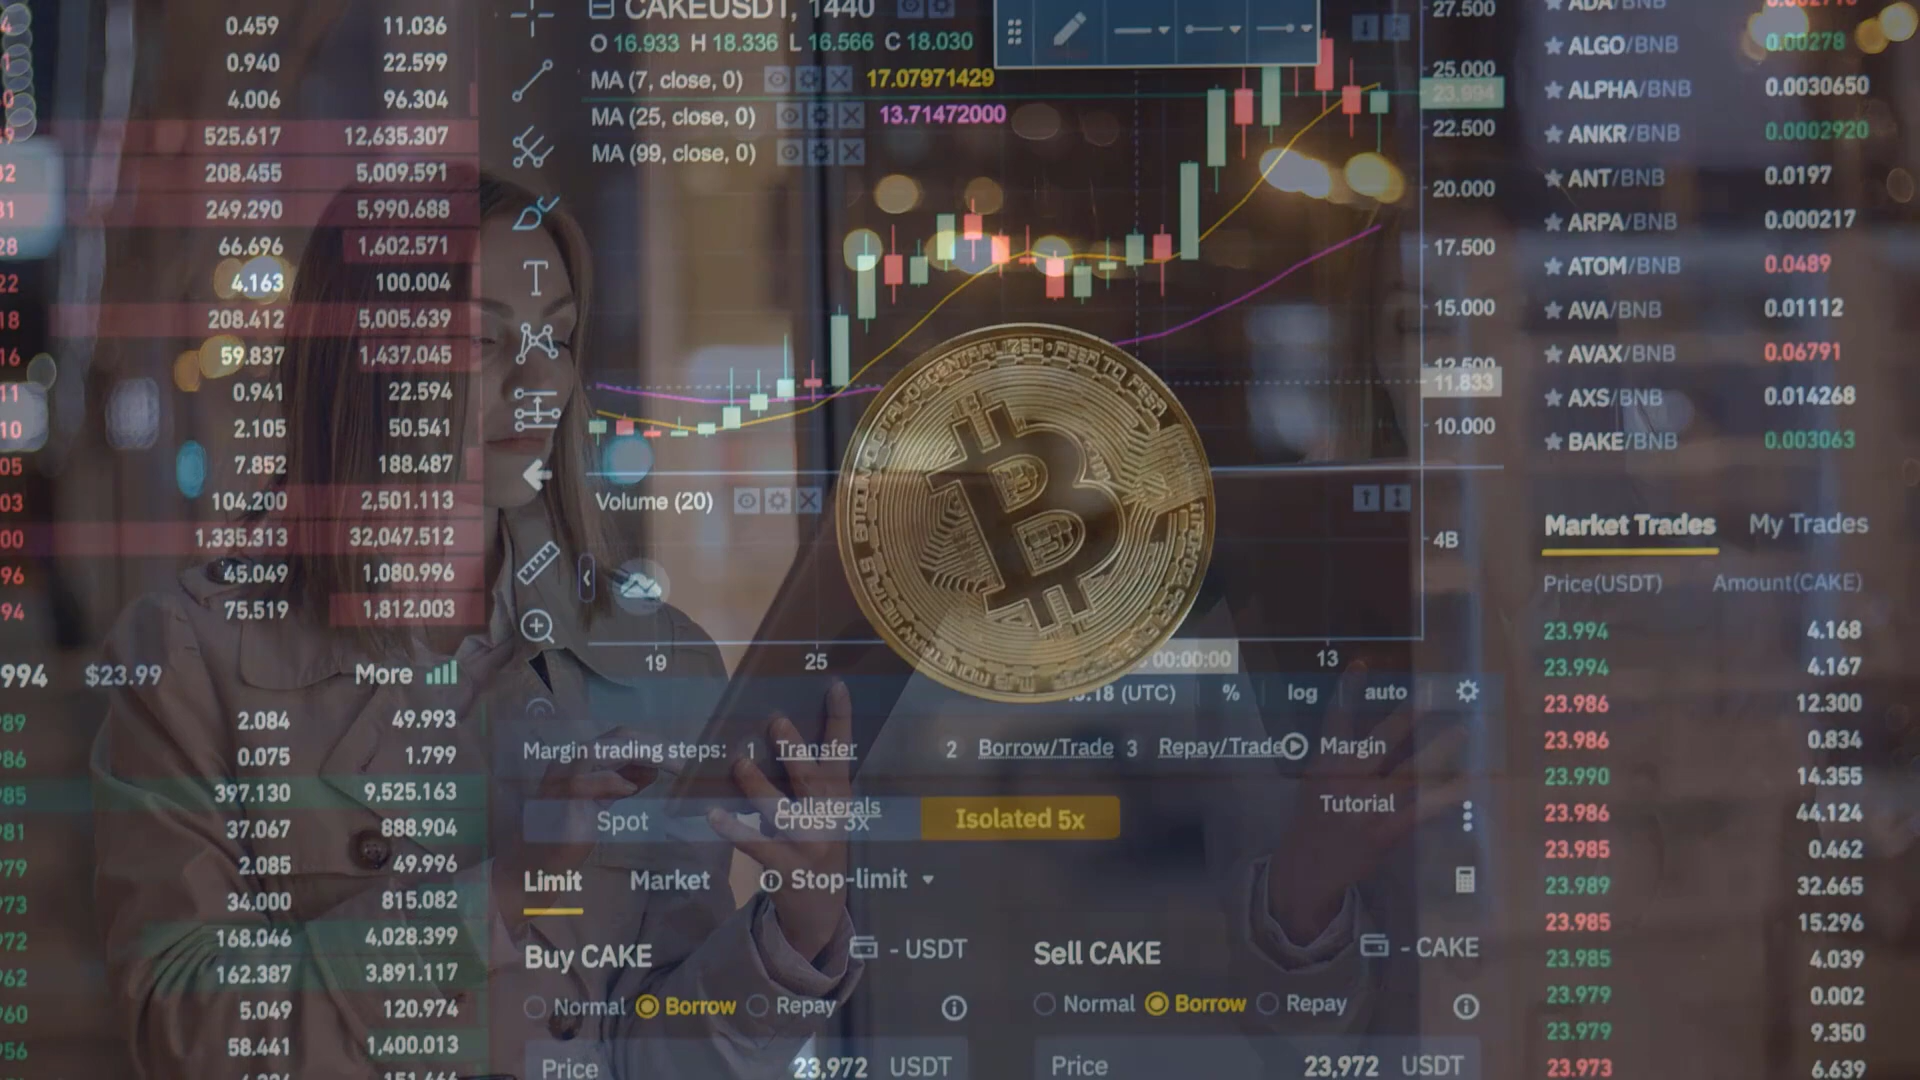 0.459 11.036
0.940 22.599
4.006 96.304
525.617 12,635.307
208.455 5,009.591
249.290 5,990.688
66.696 1,602.571
4.163 100.004
208.412 5,005.639
59.837 1,437.045
0.941 22.594
2.105 50.541
7.852 188.487
104.200 2,501.113
1,335.313 32,047.512
45.049 1,080.996
75.519 1,812.003
994 $23.99 More
2.084 49.993
0.075 1.799
397.130 9,525.163
37.067 888.904
2.085 49.996
34.000 815.082
168.046 4,028.399
162.387 3,891.117
5.049 120.974
58.441 1,400.013
CAKEUSDT, 1440
O 16.933 H 18.336 L 16.566 C 18.030
MA (7, close, 0) 17.07971429
MA (25, close, 0) 13.71472000
MA (99, close, 0)
27.500
25.000
23.994
22.500
20.000
17.500
15.000
12.500
11.833
10.000
Volume (20)
4B
19 25 00:00:00 13
(UTC) % log auto
Margin trading steps: 1 Transfer 2 Borrow/Trade 3 Repay/Trade Margin
Collaterals Tutorial
Spot Cross 3x Isolated 5x
Limit Market Stop-limit
Buy CAKE - USDT Sell CAKE - CAKE
Normal Borrow Repay Normal Borrow Repay
Price 23,972 USDT Price 23,972 USDT
ADA/BNB
ALGO/BNB 0.00278
ALPHA/BNB 0.0030650
ANKR/BNB 0.0002920
ANT/BNB 0.0197
ARPA/BNB 0.000217
ATOM/BNB 0.0489
AVA/BNB 0.01112
AVAX/BNB 0.06791
AXS/BNB 0.014268
BAKE/BNB 0.003063
Market Trades My Trades
Price(USDT) Amount(CAKE)
23.994 4.168
23.994 4.167
23.986 12.300
23.986 0.834
23.990 14.355
23.986 44.124
23.985 0.462
23.989 32.665
23.985 15.296
23.985 4.039
23.979 0.002
23.979 9.350
23.973 6.639
DECENTRALIZED • PEER TO PEER